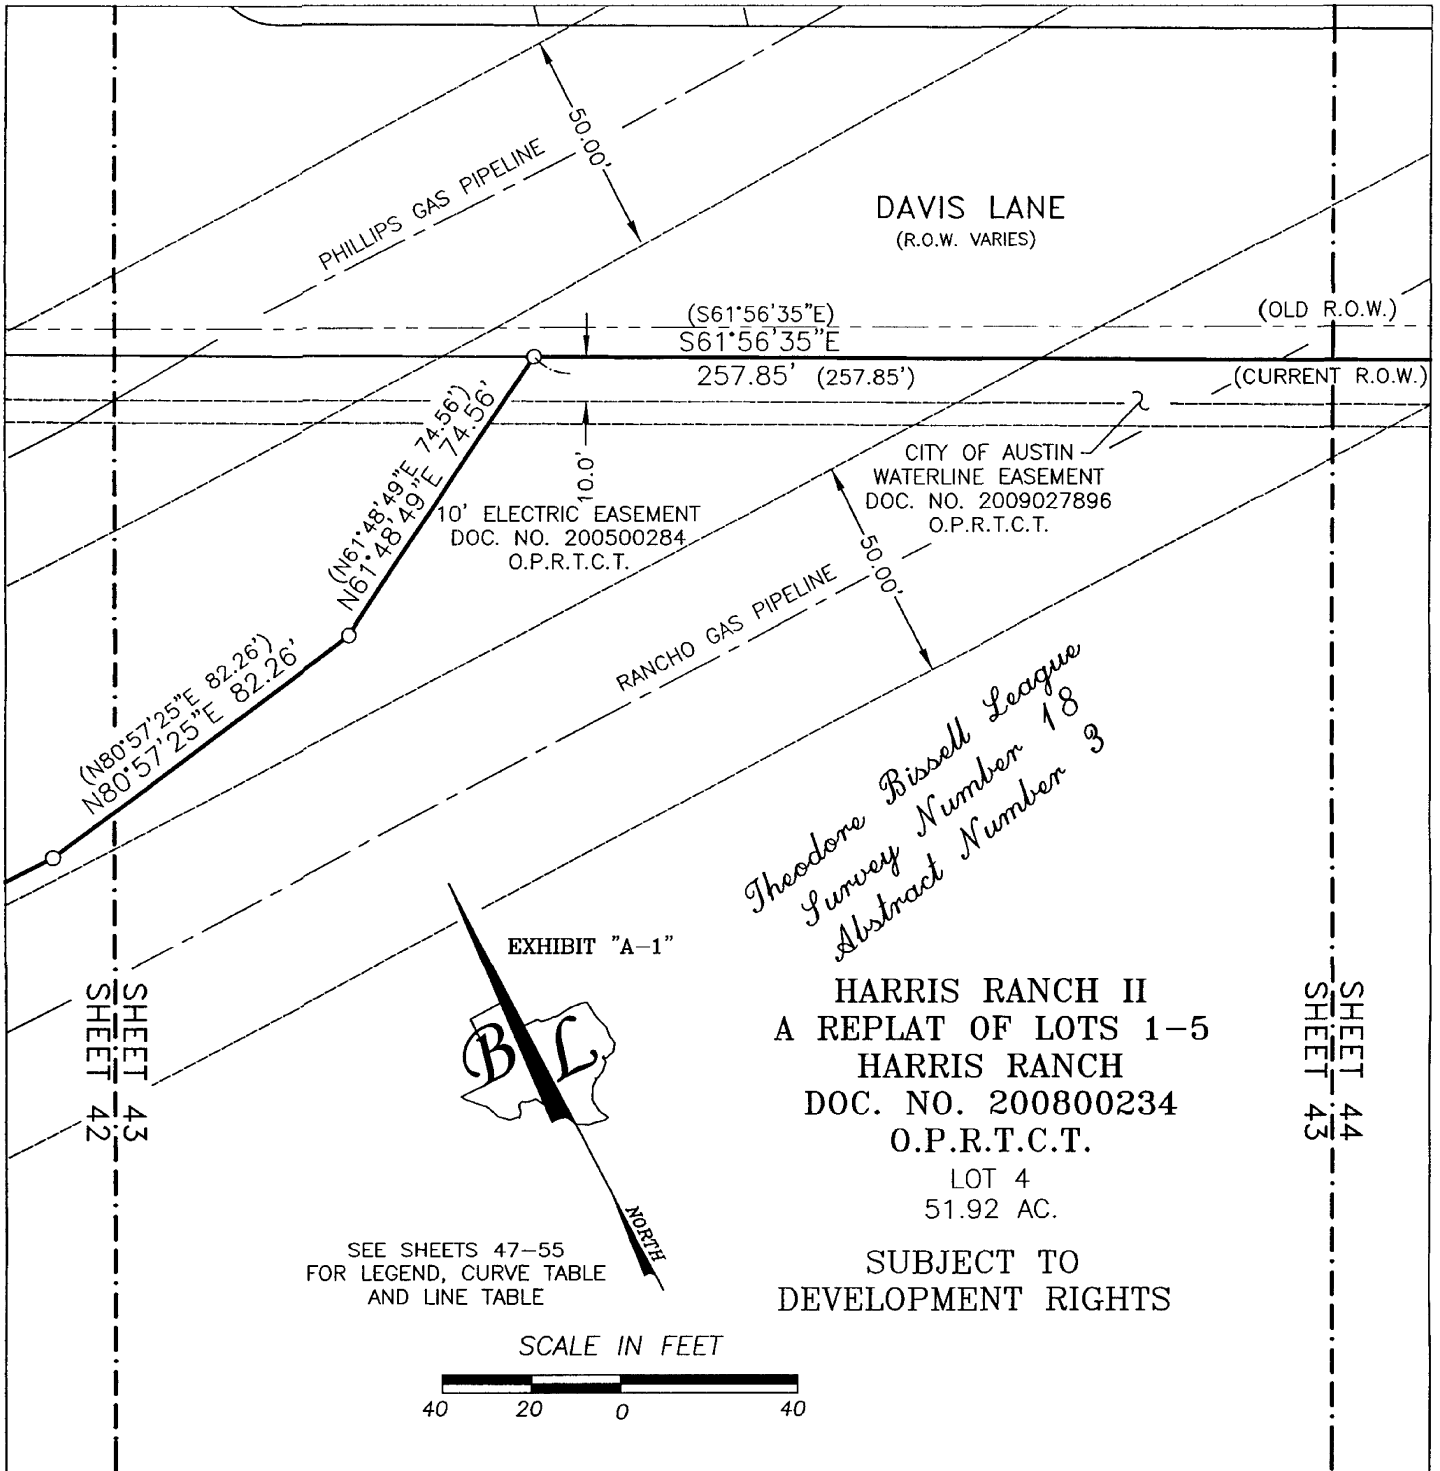 50.00'
PHILLIPS GAS PIPELINE
DAVIS LANE
(R.O.W. VARIES)
(S61°56'35"E)
S61°56'35"E
257.85' (257.85')
(OLD R.O.W.)
(CURRENT R.O.W.)
(N61°48'49"E 74.56')
N61°48'49"E 74.56'
10.0'
10' ELECTRIC EASEMENT
DOC. NO. 200500284
O.P.R.T.C.T.
CITY OF AUSTIN
WATERLINE EASEMENT
DOC. NO. 2009027896
O.P.R.T.C.T.
50.00'
RANCHO GAS PIPELINE
(N80°57'25"E 82.26')
N80°57'25"E 82.26'
Theodore Bissell League
Survey Number 18
Abstract Number 3
EXHIBIT "A-1"
B L
NORTH
HARRIS RANCH II
A REPLAT OF LOTS 1-5
HARRIS RANCH
DOC. NO. 200800234
O.P.R.T.C.T.
LOT 4
51.92 AC.
SUBJECT TO
DEVELOPMENT RIGHTS
SHEET 43
SHEET 42
SHEET 44
SHEET 43
SEE SHEETS 47-55
FOR LEGEND, CURVE TABLE
AND LINE TABLE
SCALE IN FEET
40 20 0 40